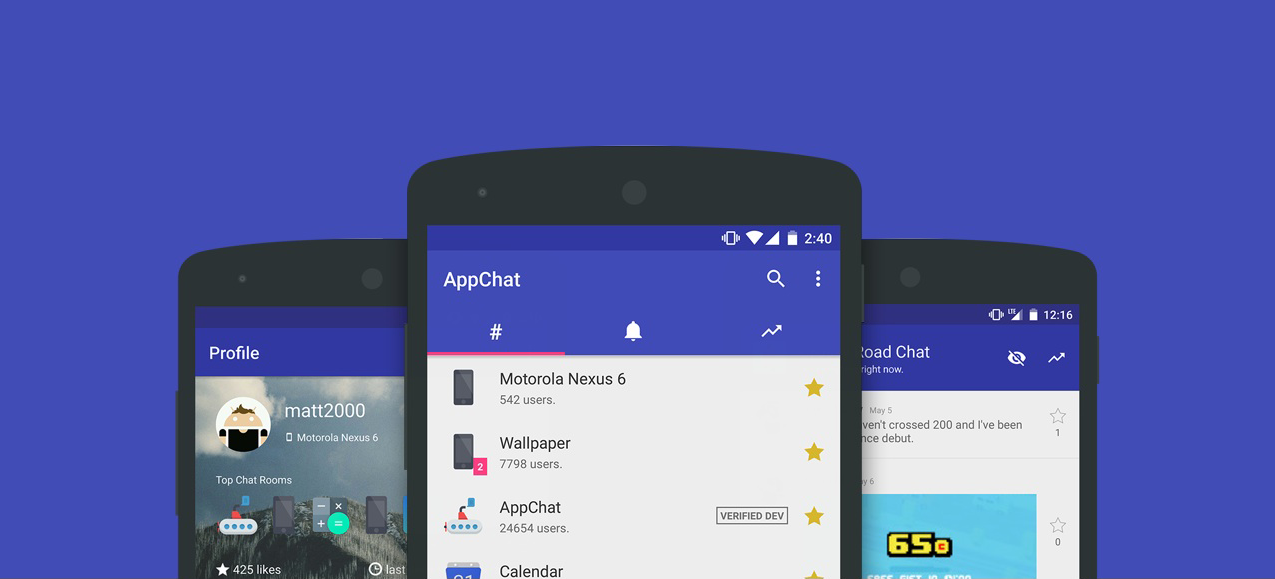 Profile
matt2000
Motorola Nexus 6
Top Chat Rooms
425 likes
last
2:40
AppChat
#
Motorola Nexus 6
542 users.
Wallpaper
7798 users.
2
AppChat
24654 users.
VERIFIED DEV
Calendar
LTE
12:16
Road Chat
right now.
May 5
ven't crossed 200 and I've been
nce debut.
1
y 6
65
0